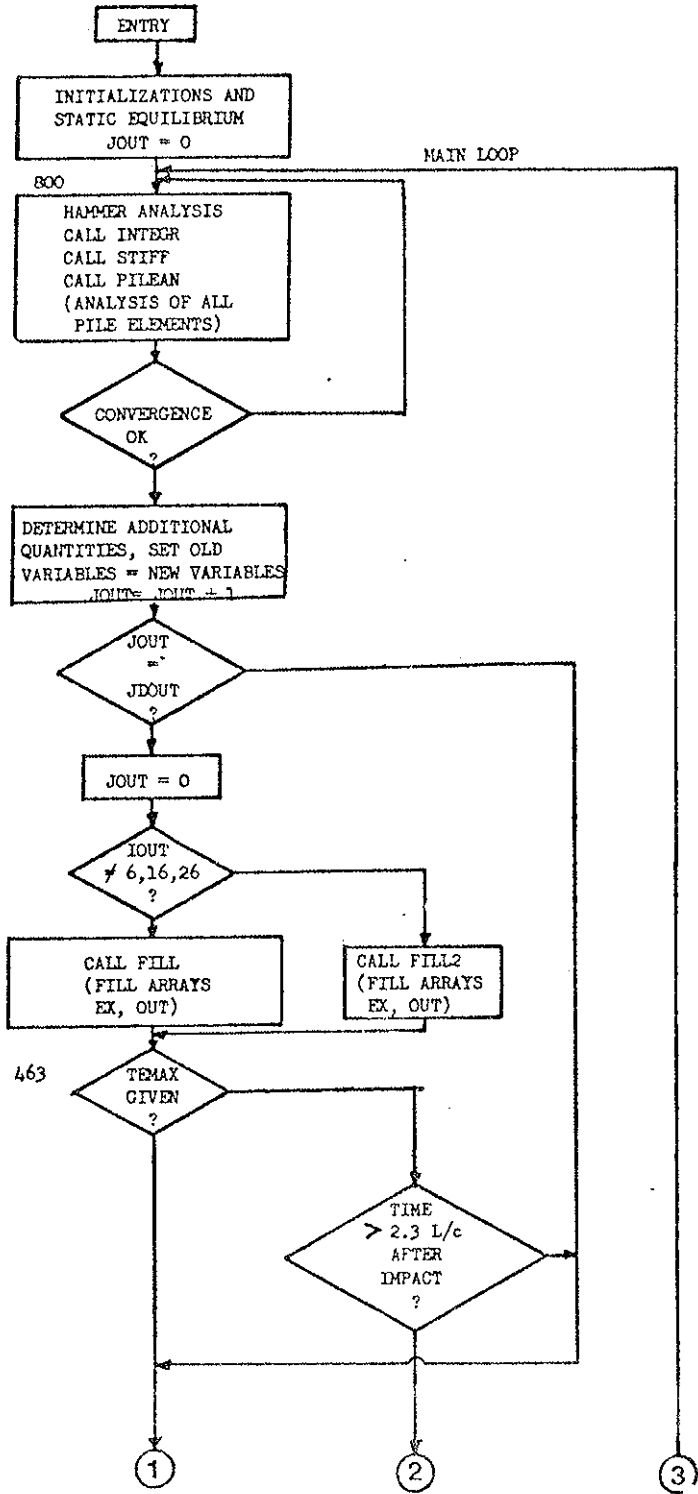 ENTRY
INITIALIZATIONS AND
STATIC EQUILIBRIUM
JOUT = 0
MAIN LOOP
800
HAMMER ANALYSIS
CALL INTEGR
CALL STIFF
CALL PILEAN
(ANALYSIS OF ALL
PILE ELEMENTS)
CONVERGENCE
OK
?
DETERMINE ADDITIONAL
QUANTITIES, SET OLD
VARIABLES = NEW VARIABLES
JOUT= JOUT + 1
JOUT
=
JDOUT
?
JOUT = 0
IOUT
≠ 6,16,26
?
CALL FILL
(FILL ARRAYS
EX, OUT)
CALL FILL2
(FILL ARRAYS
EX, OUT)
463
TEMAX
GIVEN
?
TIME
> 2.3 L/c
AFTER
IMPACT
?
1
2
3